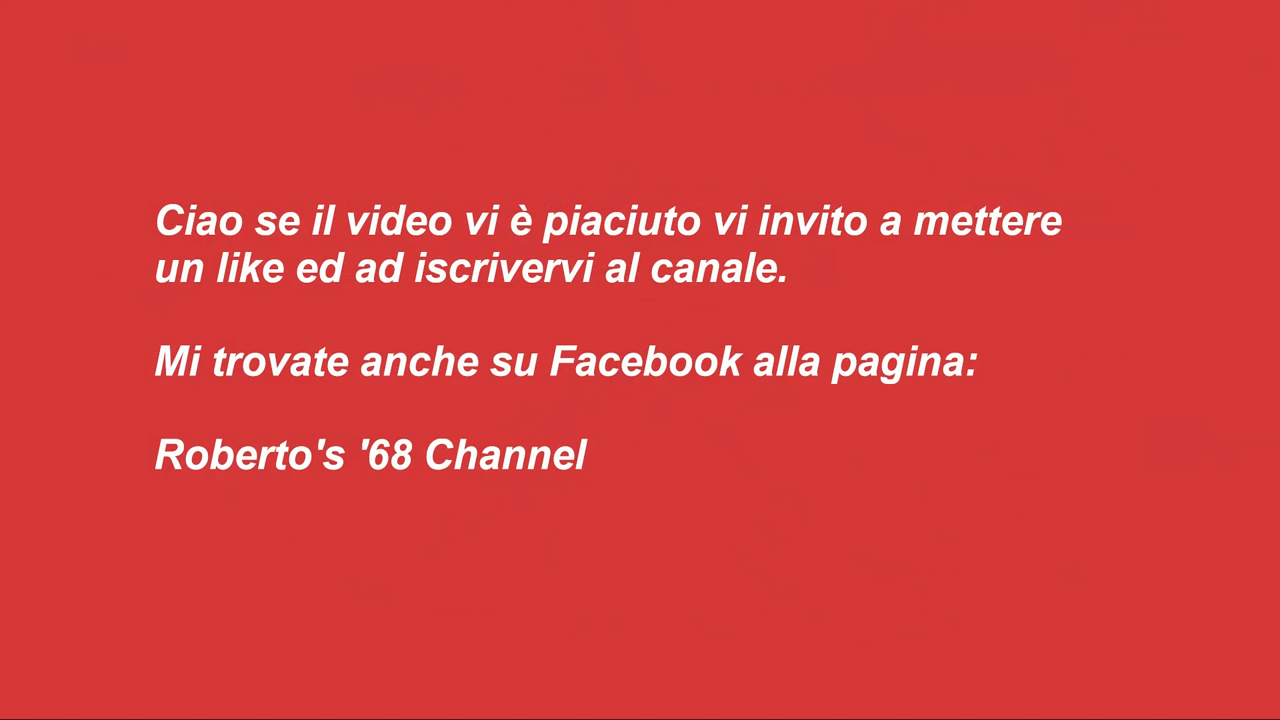 Ciao se il video vi è piaciuto vi invito a mettere
un like ed ad iscrivervi al canale.
Mi trovate anche su Facebook alla pagina:
Roberto's '68 Channel